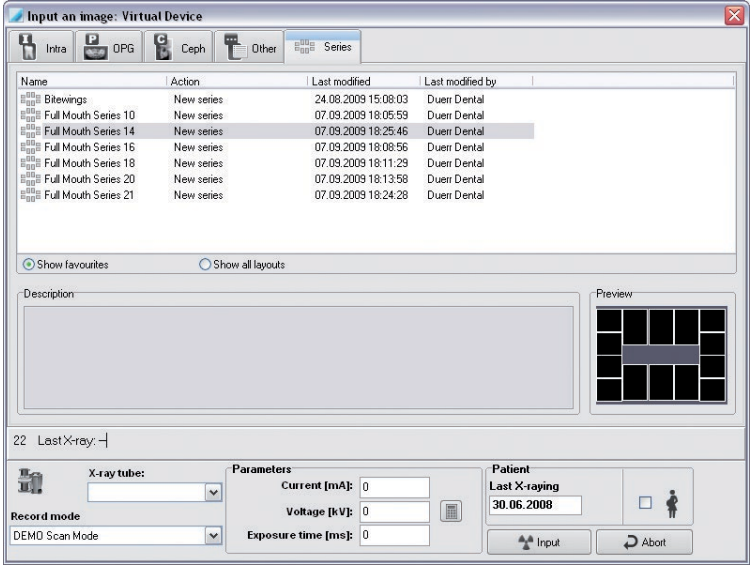 Input an image: Virtual Device
I Intra P OPG C Ceph Other Series
Name Action Last modified Last modified by
Bitewings New series 24.08.2009 15:08:03 Duerr Dental
Full Mouth Series 10 New series 07.09.2009 18:05:59 Duerr Dental
Full Mouth Series 14 New series 07.09.2009 18:25:46 Duerr Dental
Full Mouth Series 16 New series 07.09.2009 18:08:56 Duerr Dental
Full Mouth Series 18 New series 07.09.2009 18:11:29 Duerr Dental
Full Mouth Series 20 New series 07.09.2009 18:13:58 Duerr Dental
Full Mouth Series 21 New series 07.09.2009 18:24:28 Duerr Dental
Show favourites Show all layouts
Description Preview
22 Last X-ray: -|
X-ray tube: Parameters Patient
Current [mA]: 0 Last X-raying
Voltage [kV]: 0 30.06.2008
Record mode
DEMO Scan Mode Exposure time [ms]: 0 Input Abort